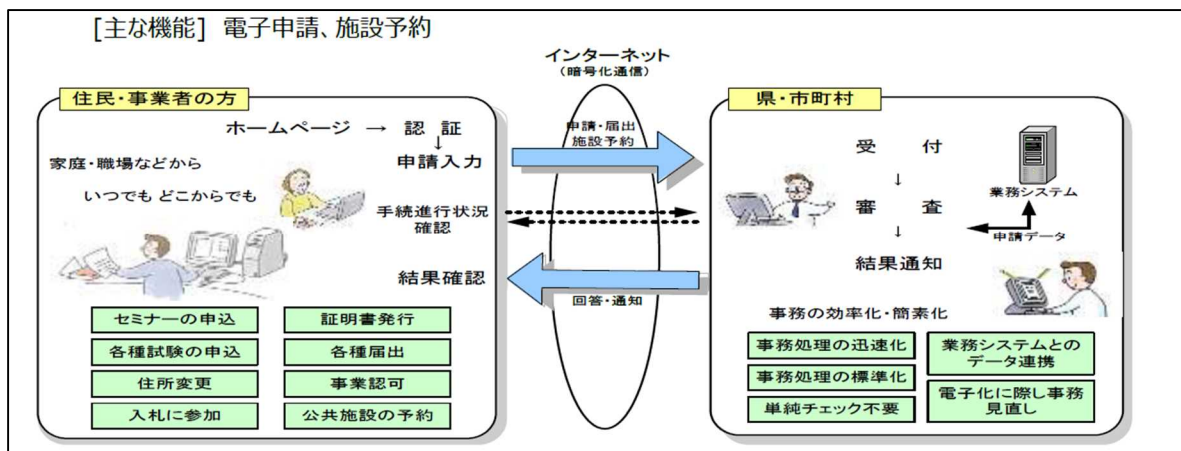 [主な機能] 電子申請、施設予約
インターネット
(暗号化通信)
住民・事業者の方
ホームページ → 認証
↓
申請入力
家庭・職場などから
いつでも どこからでも
手続進行状況
確認
結果確認
セミナーの申込
証明書発行
各種試験の申込
各種届出
住所変更
事業認可
入札に参加
公共施設の予約
申請・届出
施設予約
回答・通知
県・市町村
受付
↓
審査
↓
結果通知
業務システム
申請データ
事務の効率化・簡素化
事務処理の迅速化
事務処理の標準化
単純チェック不要
業務システムとの
データ連携
電子化に際し事務
見直し